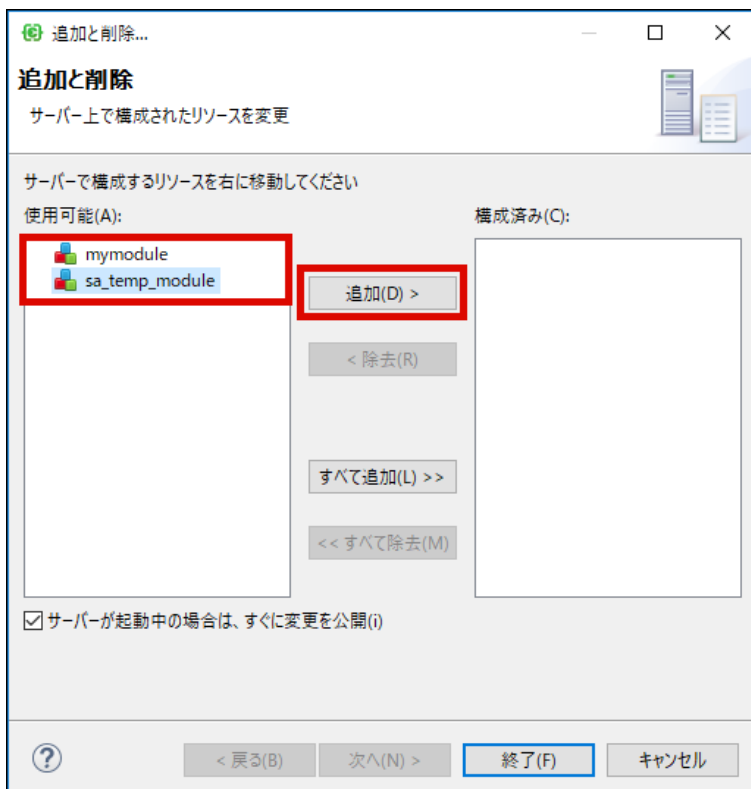 追加と削除...
追加と削除
サーバー上で構成されたリソースを変更
サーバーで構成するリソースを右に移動してください
使用可能(A):
構成済み(C):
mymodule
sa_temp_module
追加(D) >
< 除去(R)
すべて追加(L) >>
<< すべて除去(M)
サーバーが起動中の場合は、すぐに変更を公開(i)
< 戻る(B)
次へ(N) >
終了(F)
キャンセル